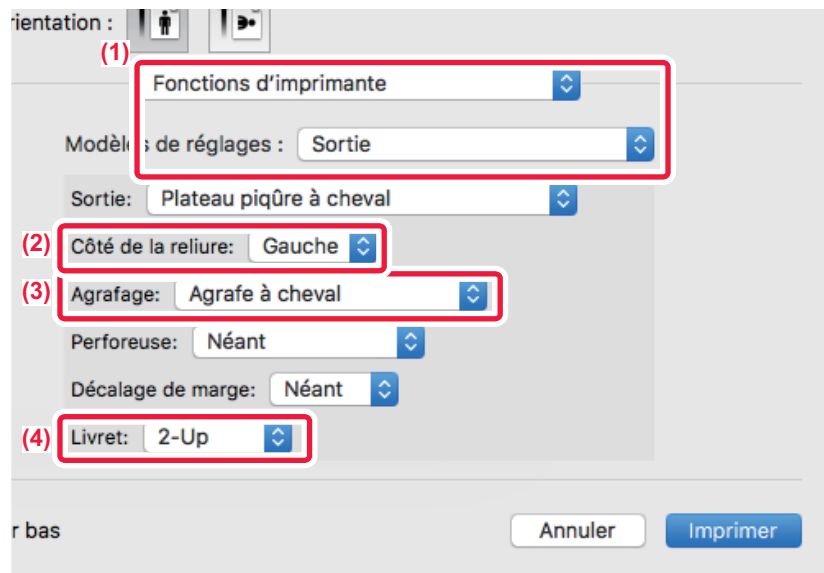 rientation :
(1)
Fonctions d'imprimante
Modèles de réglages : Sortie
Sortie: Plateau piqûre à cheval
(2) Côté de la reliure: Gauche
(3) Agrafage: Agrafe à cheval
Perforeuse: Néant
Décalage de marge: Néant
(4) Livret: 2-Up
r bas Annuler Imprimer